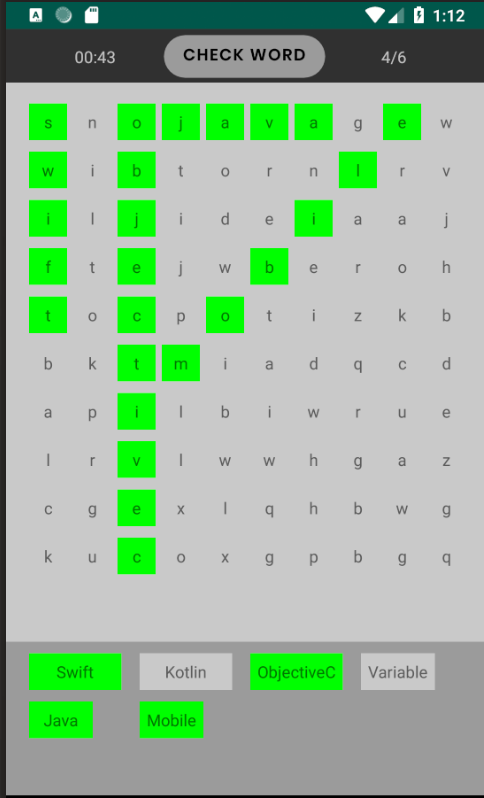 A 1:12
00:43 CHECK WORD 4/6
s n o j a v a g e w
w i b t o r n l r v
i l j i d e i a a j
f t e j w b e r o h
t o c p o t i z k b
b k t m i a d q c d
a p i l b i w r u e
l r v l w w h g a z
c g e x l q h b w g
k u c o x g p b g q
Swift Kotlin ObjectiveC Variable
Java Mobile